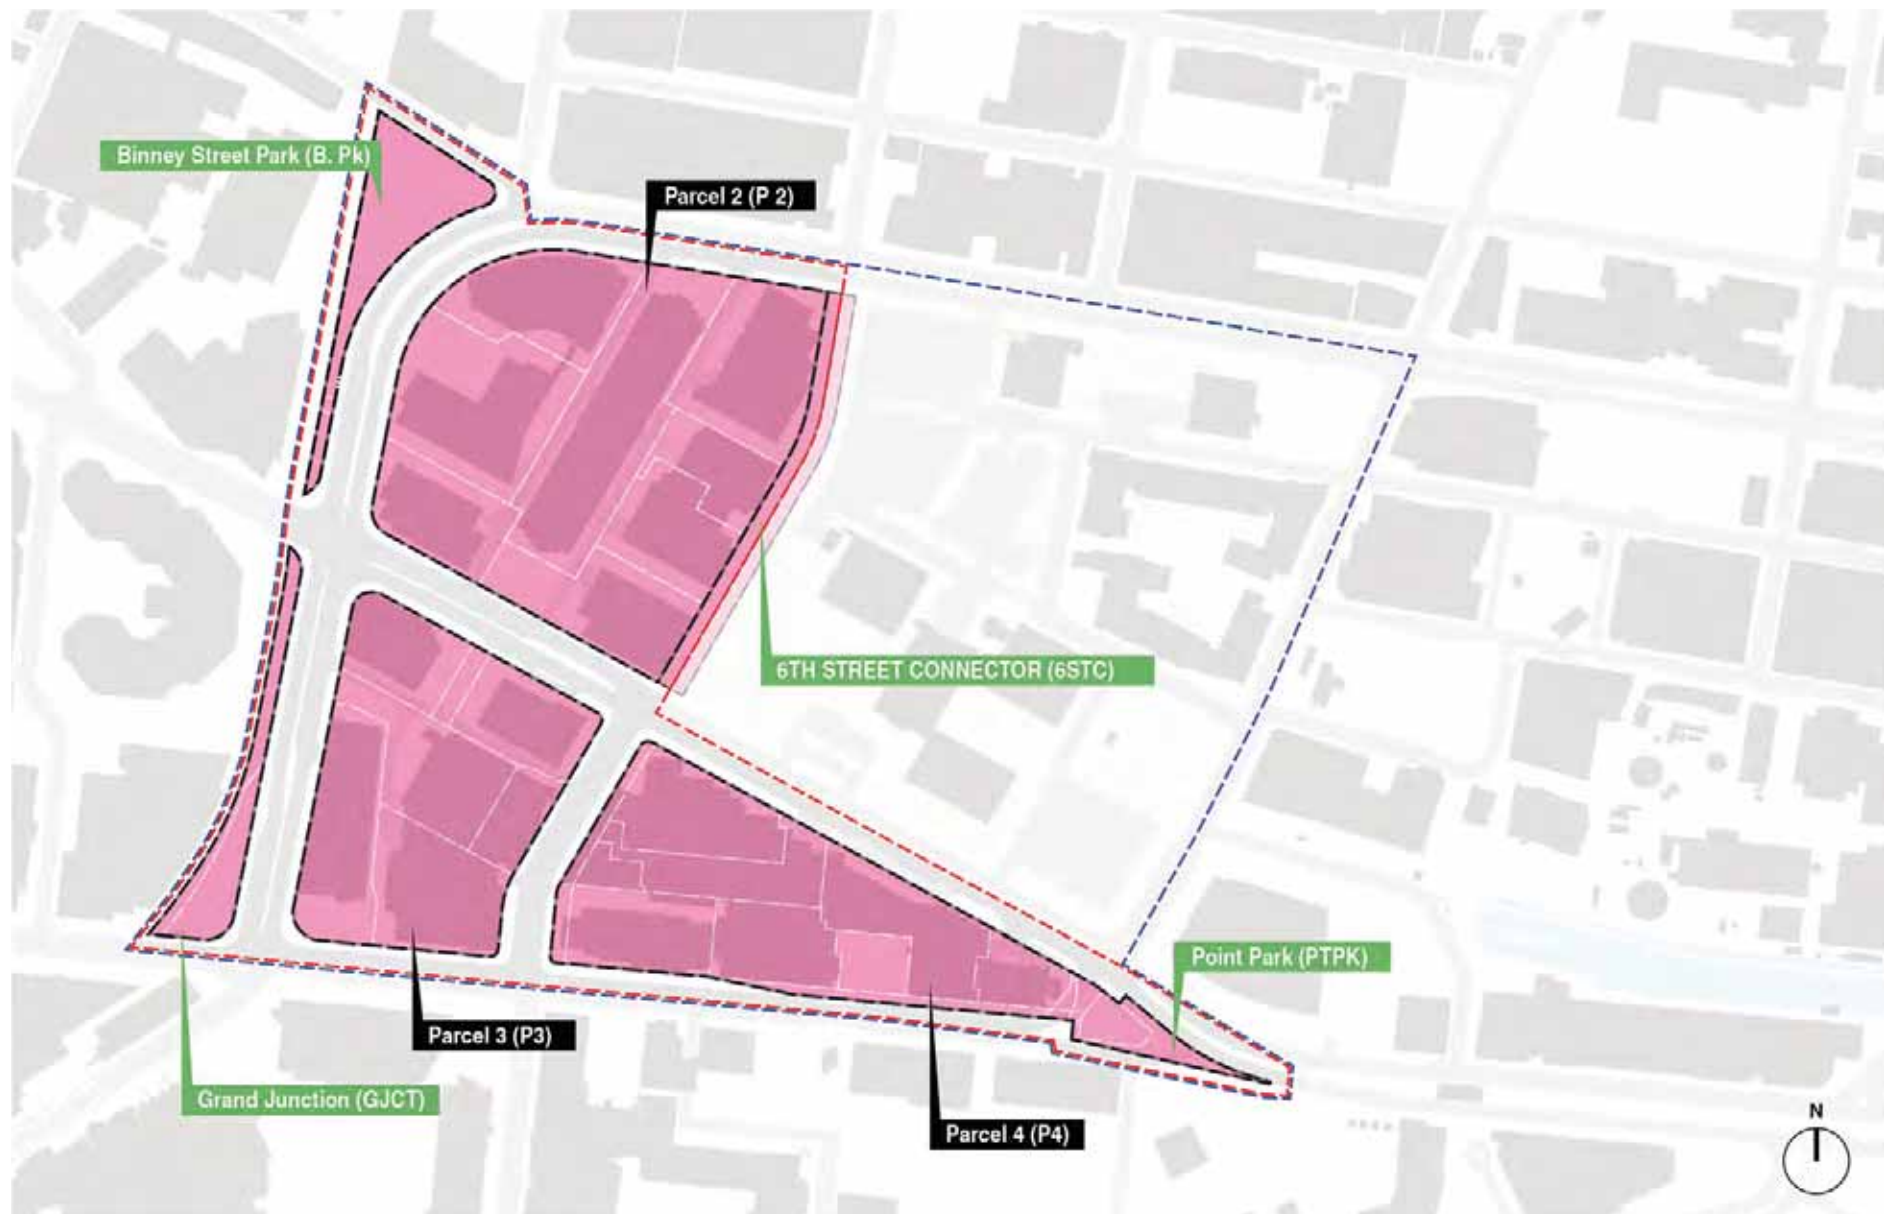 Binney Street Park (B. Pk)
Parcel 2 (P 2)
6TH STREET CONNECTOR (6STC)
Point Park (PTPK)
Parcel 3 (P3)
Grand Junction (GJCT)
Parcel 4 (P4)
N